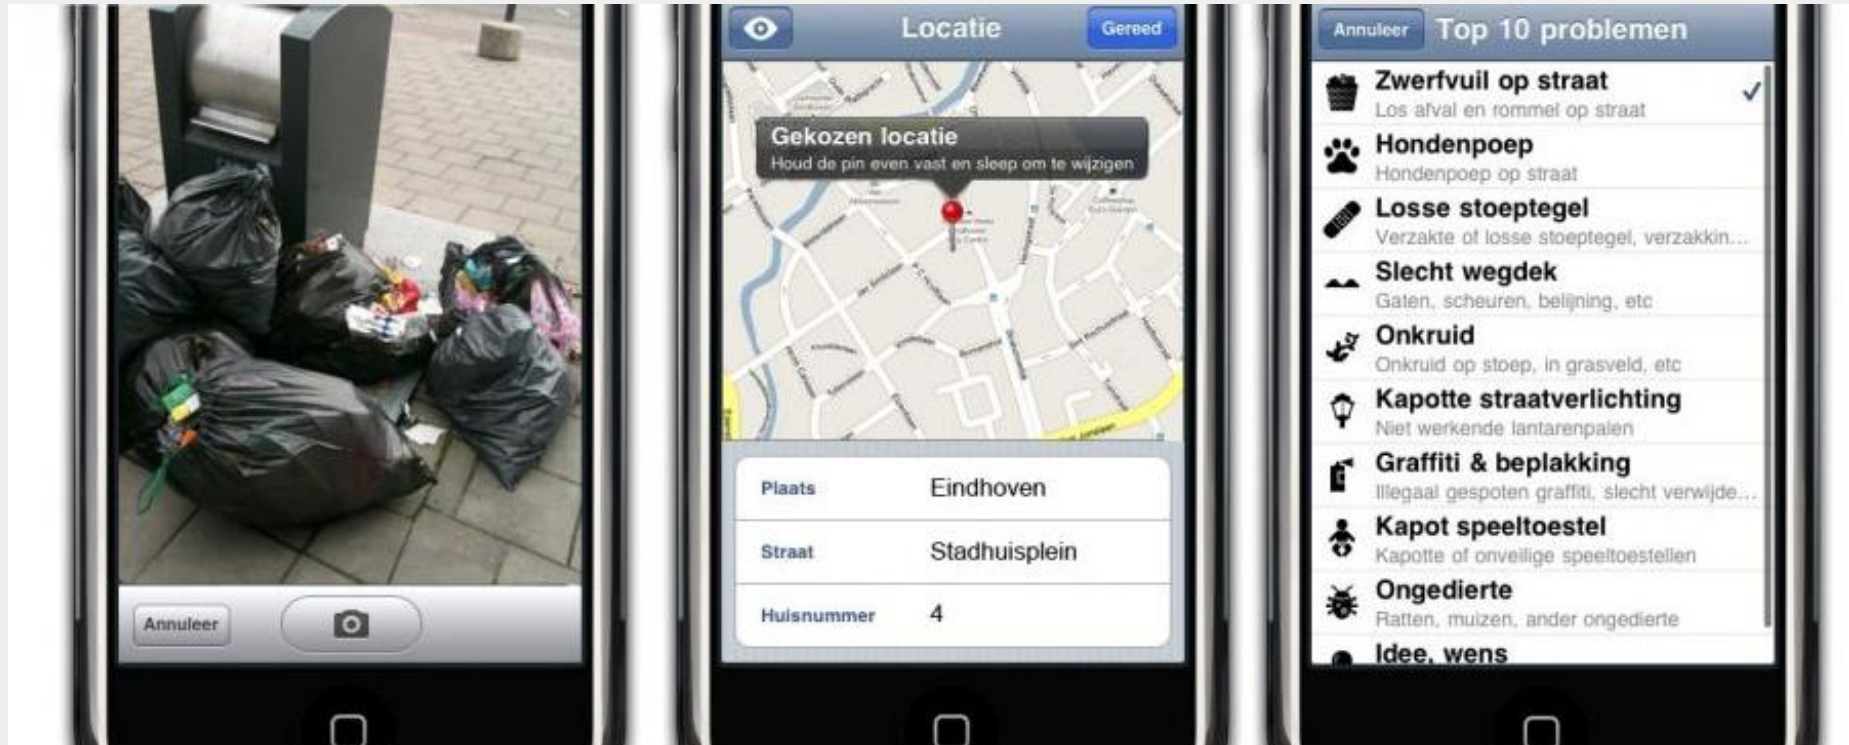 Annuleer
Locatie
Gereed
Gekozen locatie
Houd de pin even vast en sleep om te wijzigen
Plaats
Eindhoven
Straat
Stadhuisplein
Huisnummer
4
Annuleer
Top 10 problemen
Zwerfvuil op straat
Los afval en rommel op straat
Hondenpoep
Hondenpoep op straat
Losse stoeptegel
Verzakte of losse stoeptegel, verzakkin...
Slecht wegdek
Gaten, scheuren, belijning, etc
Onkruid
Onkruid op stoep, in grasveld, etc
Kapotte straatverlichting
Niet werkende lantarenpalen
Graffiti & beplakking
Illegaal gespoten graffiti, slecht verwijde...
Kapot speeltoestel
Kapotte of onveilige speeltoestellen
Ongedierte
Ratten, muizen, ander ongedierte
Idee, wens